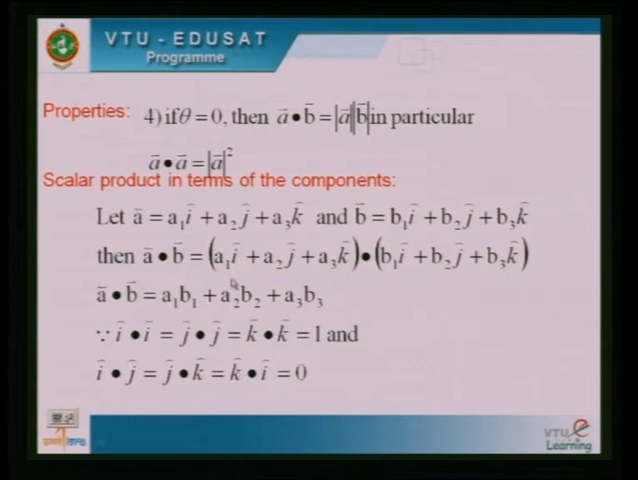 VTU - EDUSAT
Programme
Properties: 4) if θ = 0, then a̅ • b̅ = |a̅||b̅| in particular
a̅ • a̅ = |a̅|²
Scalar product in terms of the components:
Let a̅ = a₁i̅ + a₂j̅ + a₃k̅ and b̅ = b₁i̅ + b₂j̅ + b₃k̅
then a̅ • b̅ = (a₁i̅ + a₂j̅ + a₃k̅) • (b₁i̅ + b₂j̅ + b₃k̅)
a̅ • b̅ = a₁b₁ + a₂b₂ + a₃b₃
∵ i̅ • i̅ = j̅ • j̅ = k̅ • k̅ = 1 and
i̅ • j̅ = j̅ • k̅ = k̅ • i̅ = 0
VTU e
Learning